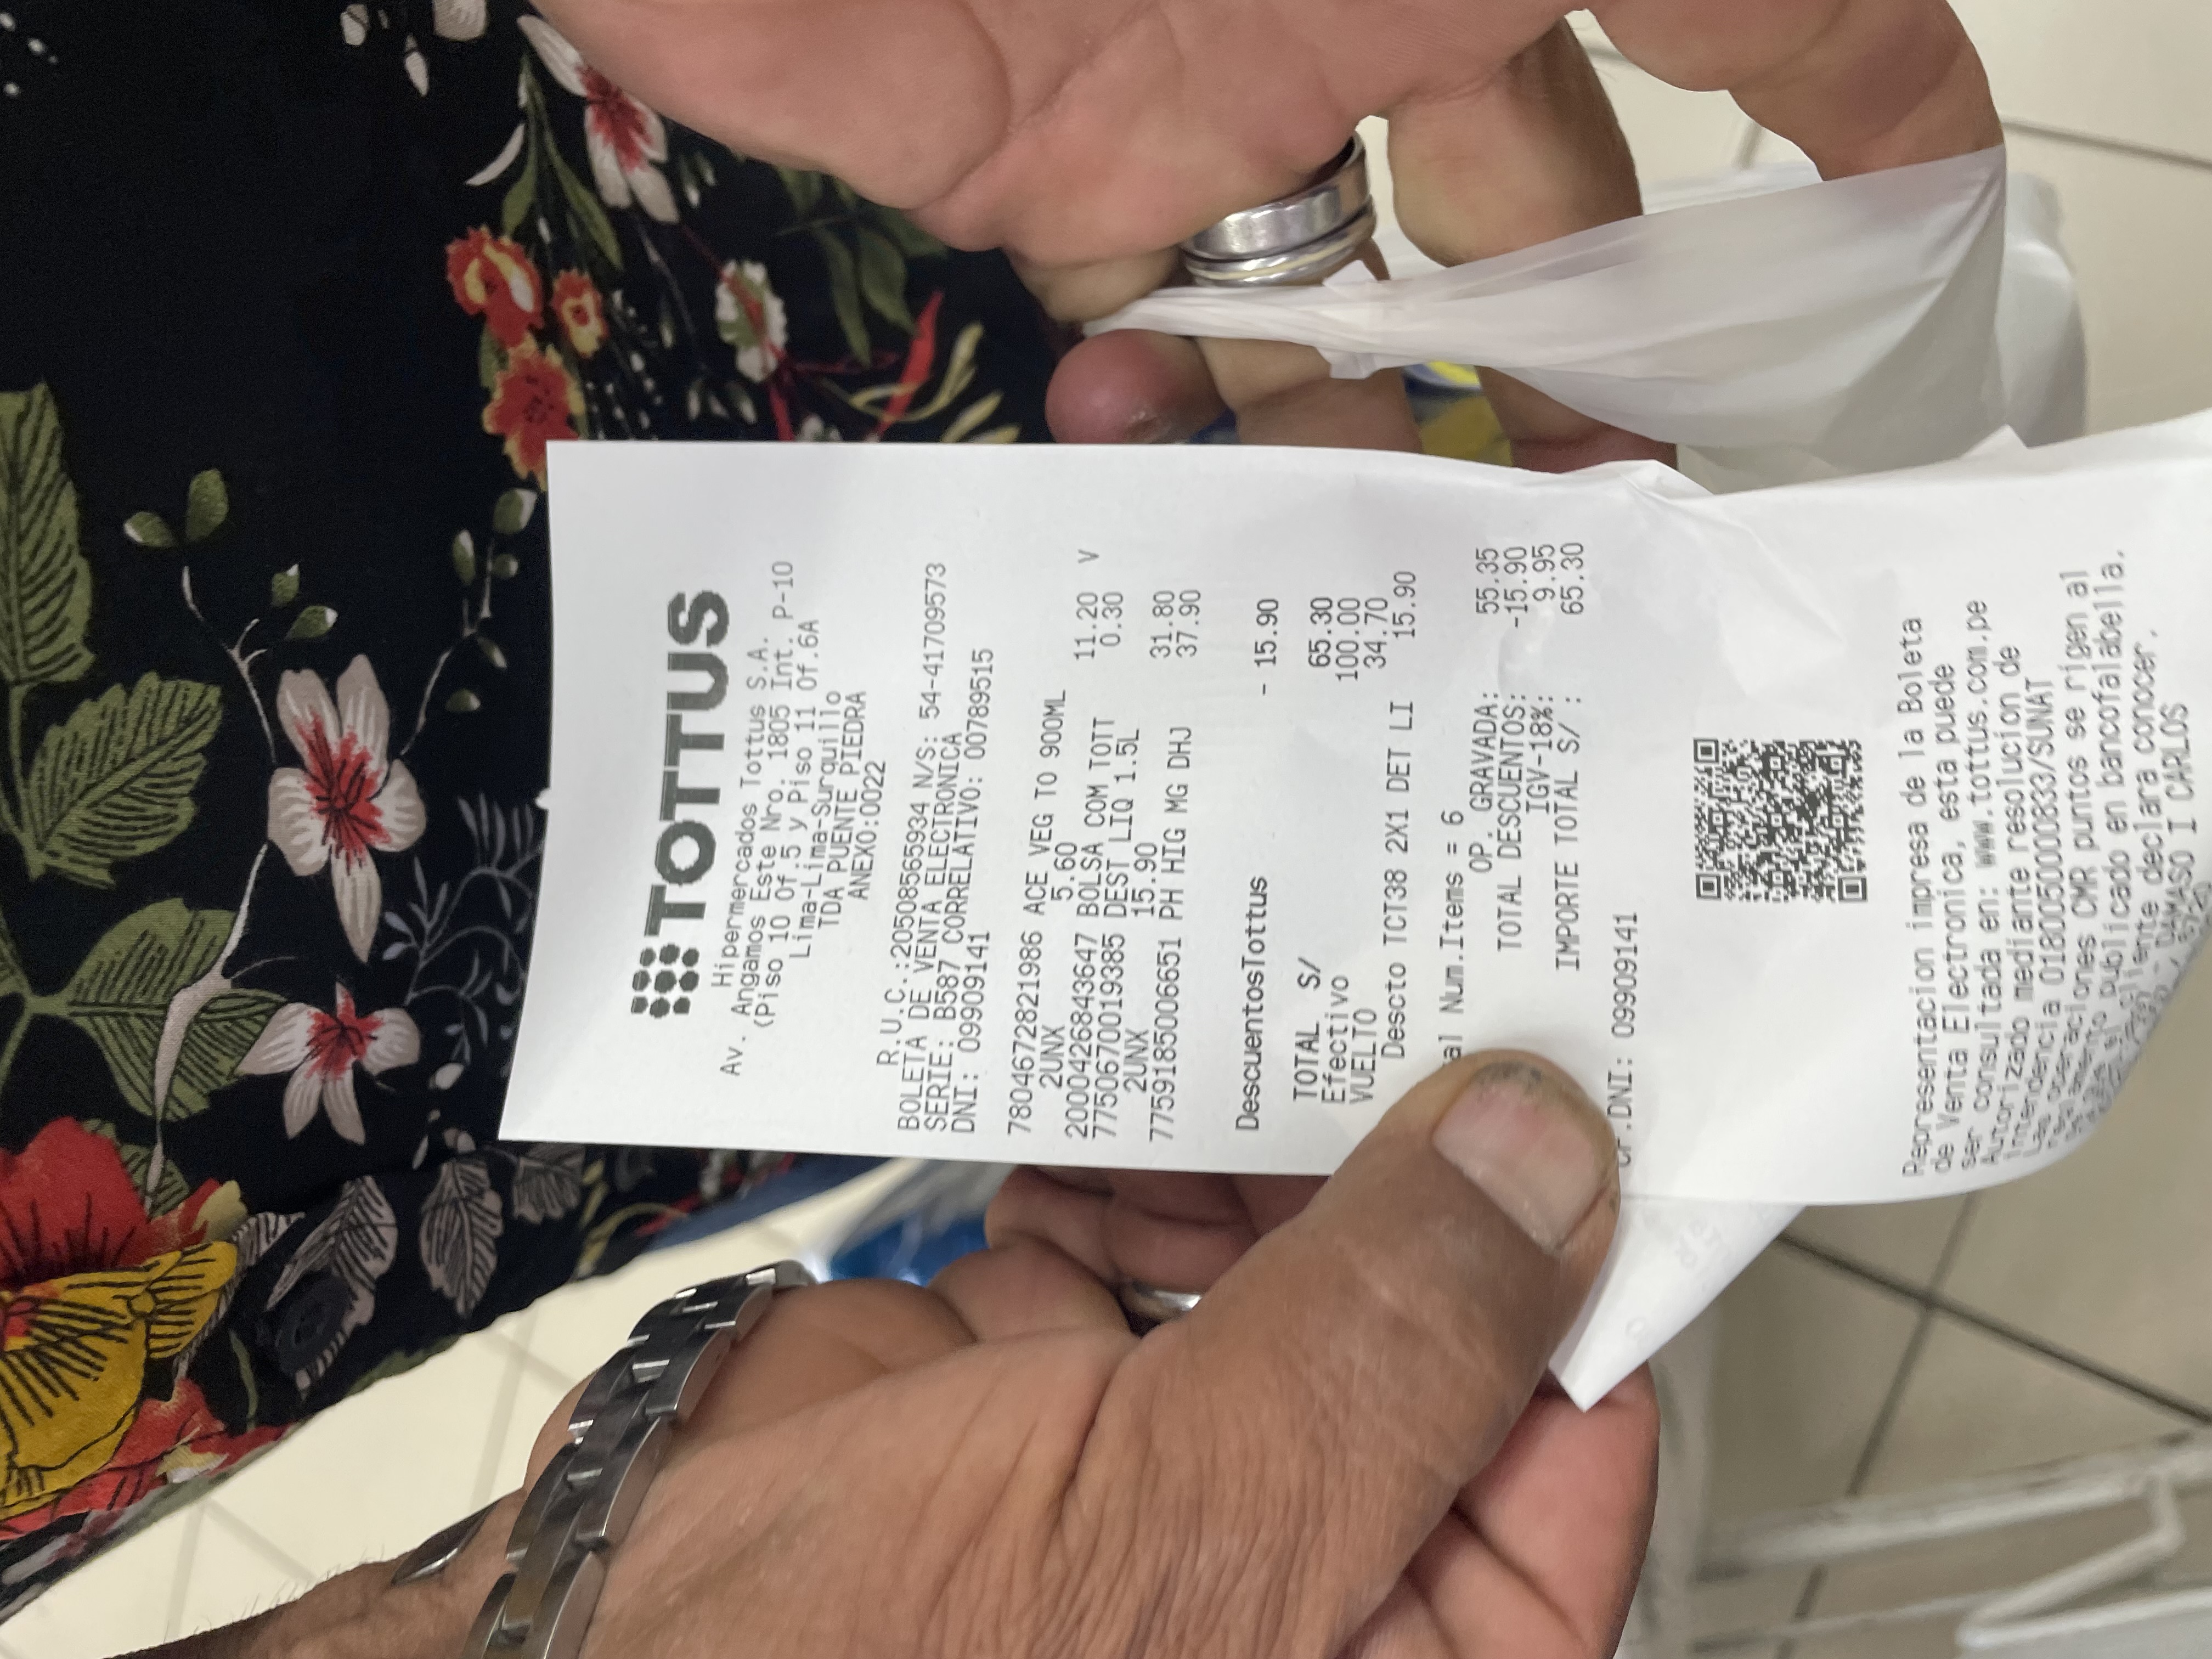 TOTTUS
Hipermercados Tottus S.A.
Av. Angamos Este Nro. 1805 Int. P-10
(Piso 10 Of.5 y Piso 11 Of.6A
Lima-Lima-Surquillo
TDA PUENTE PIEDRA
ANEXO:0022
R.U.C.:20508565934 N/S: 54-41709573
BOLETA DE VENTA ELECTRONICA
SERIE: B587 CORRELATIVO: 00789515
DNI: 09909141
7804672821986 ACE VEG TO 900ML
2UNX 5.60 11.20 V
2000426843647 BOLSA COM TOTT 0.30
7750670019385 DEST LIQ 1.5L
2UNX 15.90 31.80
7759185006651 PH HIG MG DHJ 37.90
DescuentosTottus - 15.90
TOTAL S/ 65.30
Efectivo 100.00
VUELTO 34.70
Descto TCT38 2X1 DET LI 15.90
al Num.Items = 6
OP. GRAVADA: 55.35
TOTAL DESCUENTOS: -15.90
IGV-18%: 9.95
IMPORTE TOTAL S/ : 65.30
CF.DNI: 09909141
Representacion impresa de la Boleta
de Venta Electronica, esta puede
ser consultada en: www.tottus.com.pe
Autorizado mediante resolucion de
intendencia 0180050000833/SUNAT
Las operaciones CMR puntos se rigen al
reglamento publicado en bancofalabella.
el cliente declara conocer.
DAMASO I CARLOS